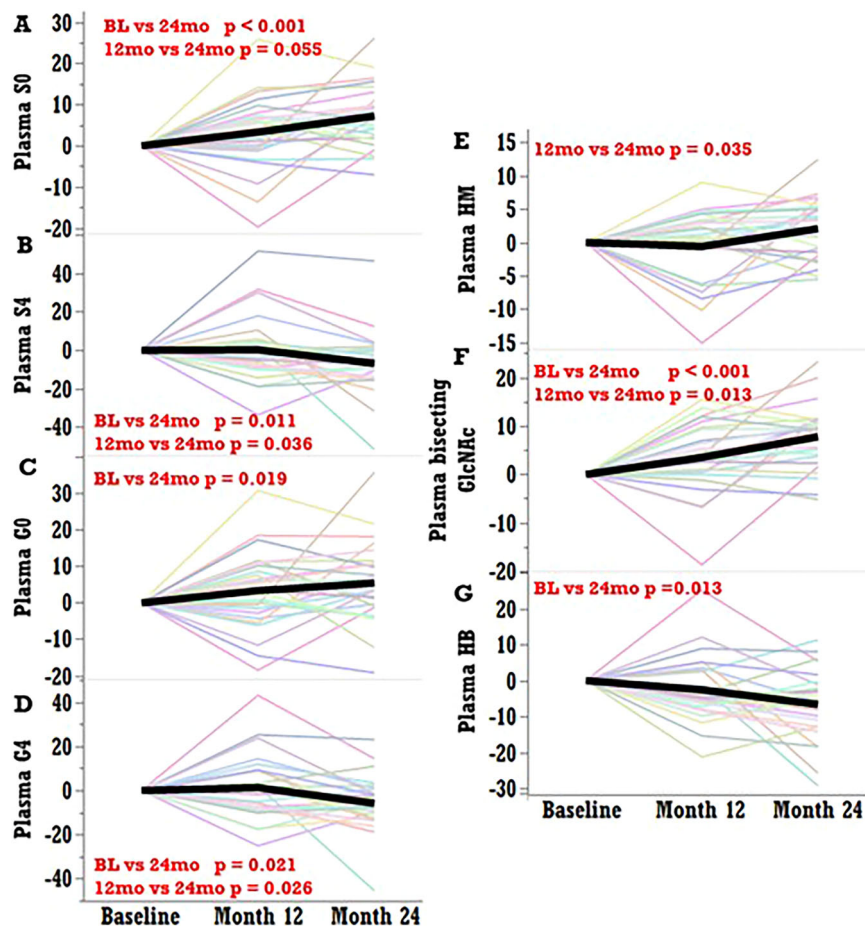 A
BL vs 24mo p < 0.001
12mo vs 24mo p = 0.055
Plasma S0
30
20
10
0
-10
-20
B
Plasma S4
40
20
0
-20
-40
BL vs 24mo p = 0.011
12mo vs 24mo p = 0.036
C
BL vs 24mo p = 0.019
Plasma G0
30
20
10
0
-10
-20
D
Plasma G4
40
20
0
-20
-40
BL vs 24mo p = 0.021
12mo vs 24mo p = 0.026
Baseline Month 12 Month 24
E
12mo vs 24mo p = 0.035
Plasma HM
15
10
5
0
-5
-10
-15
F
BL vs 24mo p < 0.001
12mo vs 24mo p = 0.013
Plasma bisecting
GlcNAc
20
10
0
-10
-20
G
BL vs 24mo p =0.013
Plasma HB
20
10
0
-10
-20
-30
Baseline Month 12 Month 24